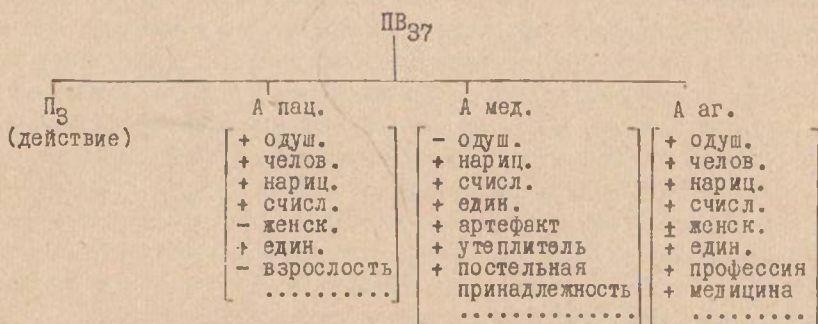 ПВ37
Пз А пац. А мед. А аг.
(действие)
+ одуш.
+ челов.
+ нариц.
+ счисл.
- женск.
+ един.
- взрослость
..........
- одуш.
+ нариц.
+ счисл.
+ един.
+ артефакт
+ утеплитель
+ постельная
принадлежность
..............
+ одуш.
+ челов.
+ нариц.
+ счисл.
± женск.
+ един.
+ профессия
+ медицина
.........